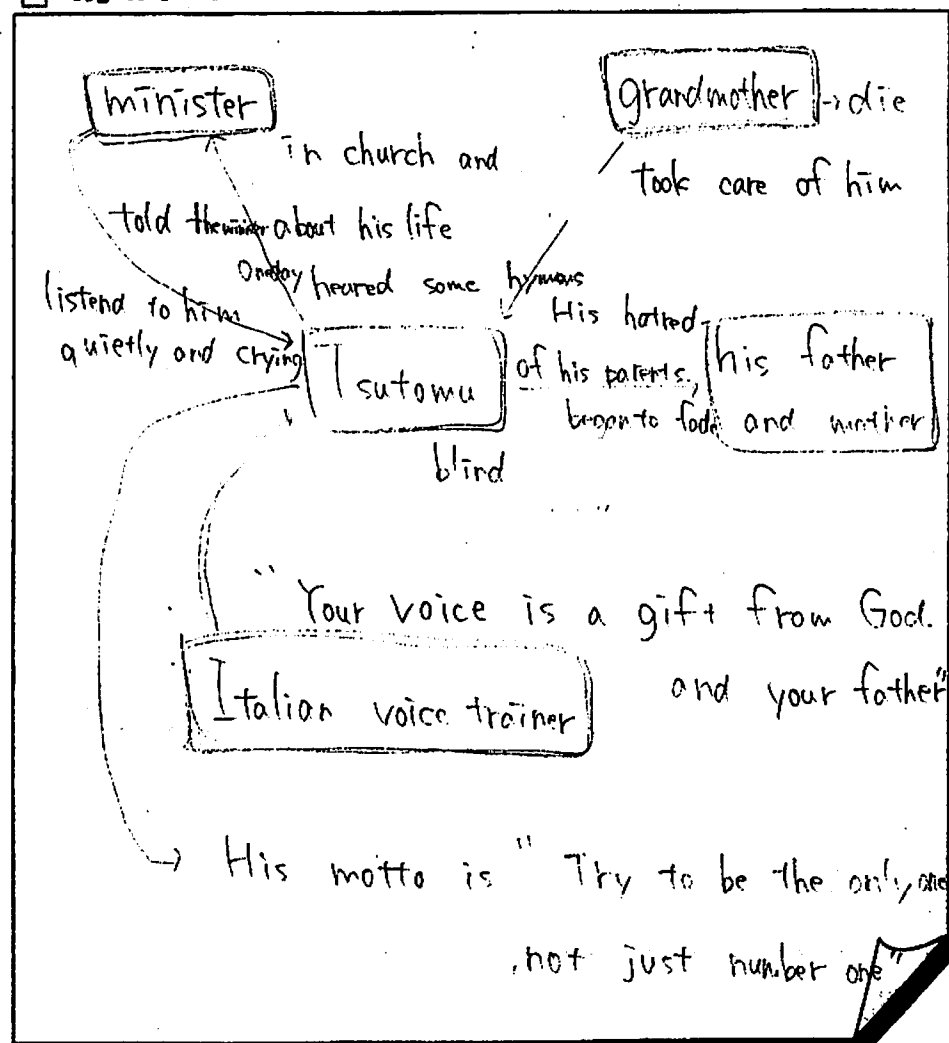 minister
grandmother → die
in church and
took care of him
told the minister about his life
One day heared some hymns
listend to him
quietly and crying
Tsutomu
His hatred
of his parents,
began to fade
his father
and mother
blind
"Your voice is a gift from God.
and your father"
Italian voice trainer
His motto is "Try to be the only one
, not just number one"